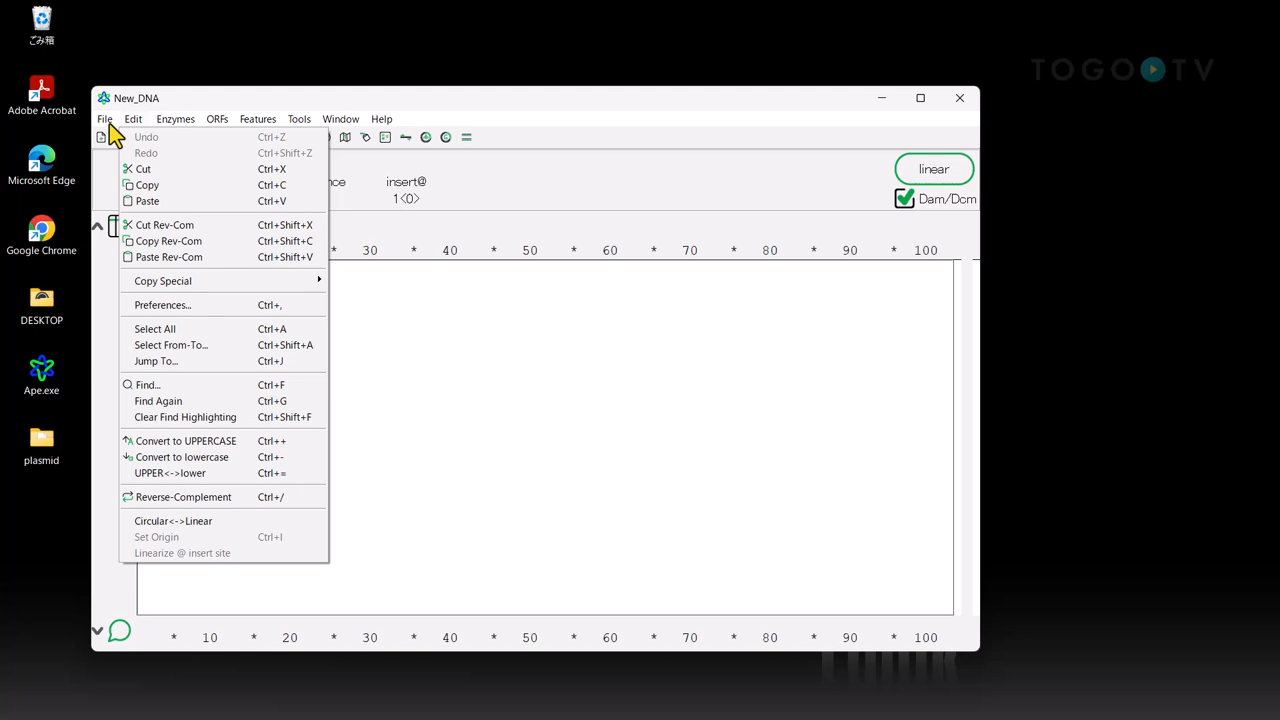 ごみ箱
Adobe Acrobat
Microsoft Edge
Google Chrome
DESKTOP
Ape.exe
plasmid
TOGO TV
New_DNA
File Edit Enzymes ORFs Features Tools Window Help
nce insert@
1<0>
linear
Dam/Dcm
* 30 * 40 * 50 * 60 * 70 * 80 * 90 * 100
Undo Ctrl+Z
Redo Ctrl+Shift+Z
Cut Ctrl+X
Copy Ctrl+C
Paste Ctrl+V
Cut Rev-Com Ctrl+Shift+X
Copy Rev-Com Ctrl+Shift+C
Paste Rev-Com Ctrl+Shift+V
Copy Special
Preferences... Ctrl+,
Select All Ctrl+A
Select From-To... Ctrl+Shift+A
Jump To... Ctrl+J
Find... Ctrl+F
Find Again Ctrl+G
Clear Find Highlighting Ctrl+Shift+F
Convert to UPPERCASE Ctrl++
Convert to lowercase Ctrl+-
UPPER<->lower Ctrl+=
Reverse-Complement Ctrl+/
Circular<->Linear
Set Origin Ctrl+I
Linearize @ insert site
* 10 * 20 * 30 * 40 * 50 * 60 * 70 * 80 * 90 * 100